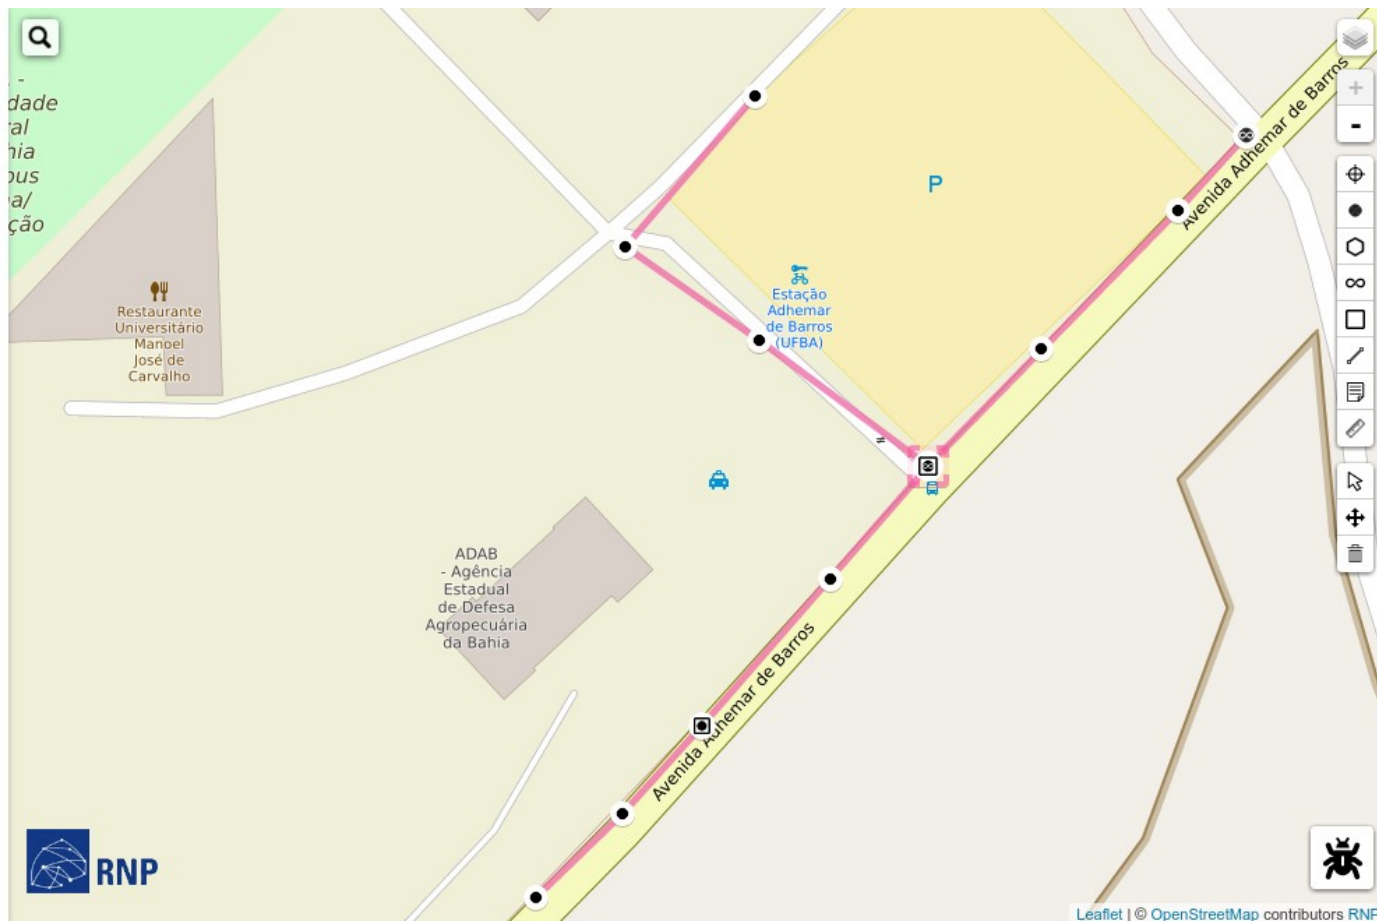 -
dade
ral
hia
ous
a/
ção
Avenida Adhemar de Barros
P
Estação
Adhemar
de Barros
(UFBA)
Restaurante
Universitário
Manoel
José de
Carvalho
ADAB
- Agência
Estadual
de Defesa
Agropecuária
da Bahia
Avenida Adhemar de Barros
RNP
Leaflet | © OpenStreetMap contributors RNP